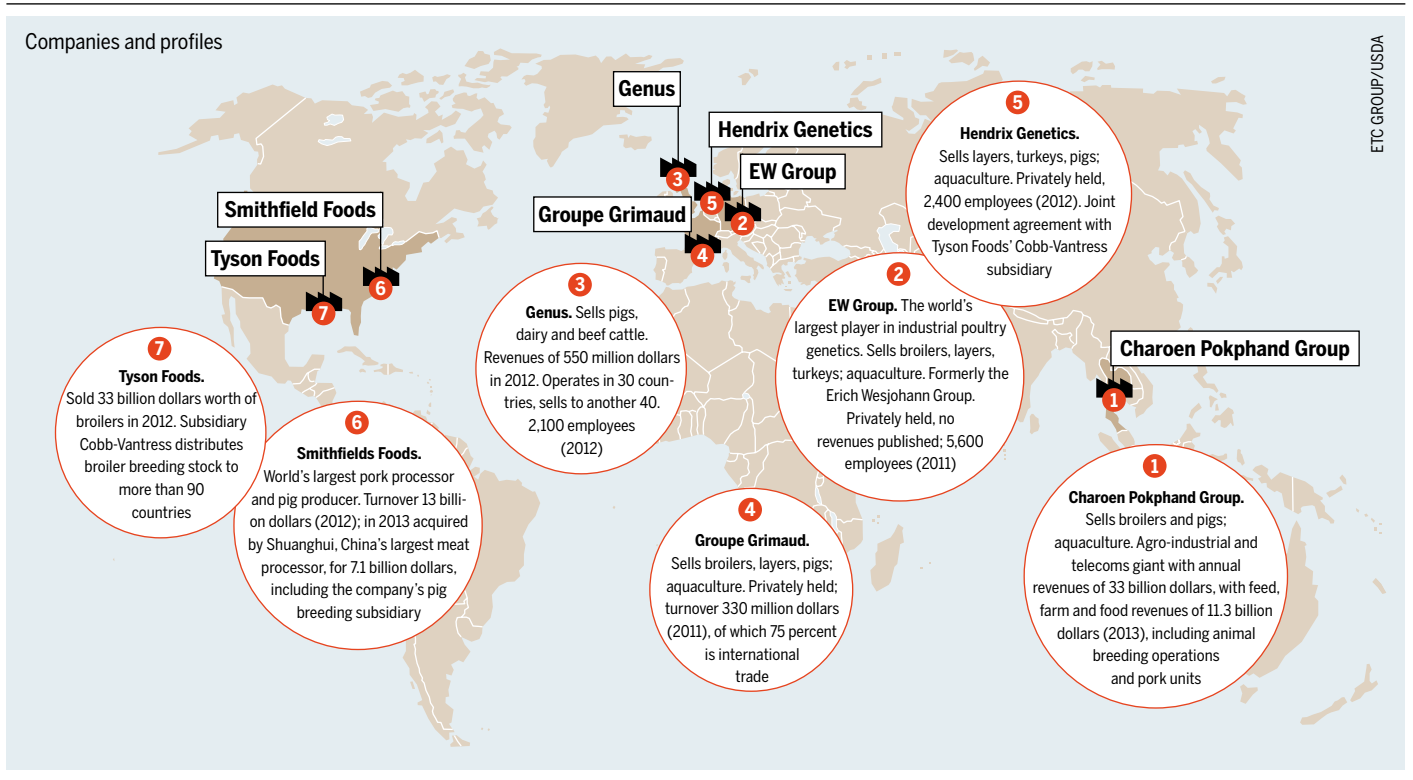 Companies and profiles
ETC GROUP/USDA
Genus
Hendrix Genetics
EW Group
Groupe Grimaud
Smithfield Foods
Tyson Foods
Charoen Pokphand Group
3
5
2
4
6
7
1
5
Hendrix Genetics.
Sells layers, turkeys, pigs;
aquaculture. Privately held,
2,400 employees (2012). Joint
development agreement with
Tyson Foods’ Cobb-Vantress
subsidiary
2
EW Group. The world’s
largest player in industrial poultry
genetics. Sells broilers, layers,
turkeys; aquaculture. Formerly the
Erich Wesjohann Group.
Privately held, no
revenues published; 5,600
employees (2011)
3
Genus. Sells pigs,
dairy and beef cattle.
Revenues of 550 million dollars
in 2012. Operates in 30 coun-
tries, sells to another 40.
2,100 employees
(2012)
7
Tyson Foods.
Sold 33 billion dollars worth of
broilers in 2012. Subsidiary
Cobb-Vantress distributes
broiler breeding stock to
more than 90
countries
6
Smithfields Foods.
World’s largest pork processor
and pig producer. Turnover 13 billi-
on dollars (2012); in 2013 acquired
by Shuanghui, China’s largest meat
processor, for 7.1 billion dollars,
including the company’s pig
breeding subsidiary
4
Groupe Grimaud.
Sells broilers, layers, pigs;
aquaculture. Privately held;
turnover 330 million dollars
(2011), of which 75 percent
is international
trade
1
Charoen Pokphand Group.
Sells broilers and pigs;
aquaculture. Agro-industrial and
telecoms giant with annual
revenues of 33 billion dollars, with feed,
farm and food revenues of 11.3 billion
dollars (2013), including animal
breeding operations
and pork units